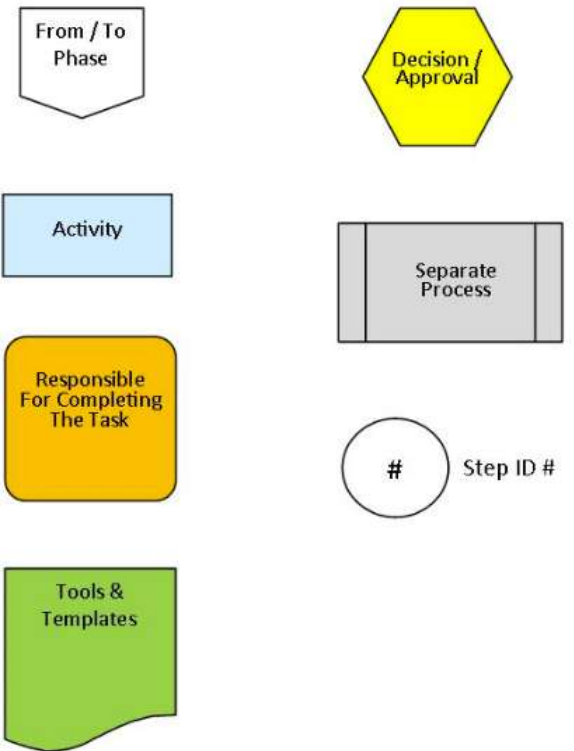 From / To
Phase
Decision /
Approval
Activity
Separate
Process
Responsible
For Completing
The Task
#
Step ID #
Tools &
Templates